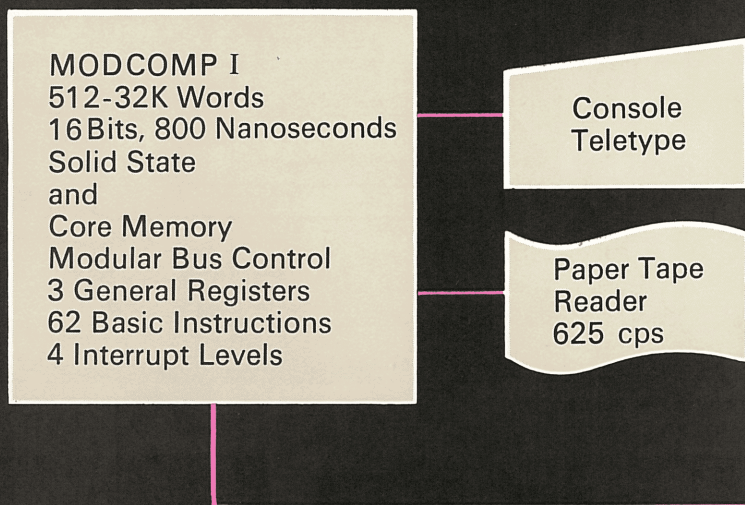 MODCOMP I
512-32K Words
16 Bits, 800 Nanoseconds
Solid State
and
Core Memory
Modular Bus Control
3 General Registers
62 Basic Instructions
4 Interrupt Levels
Console
Teletype
Paper Tape
Reader
625 cps